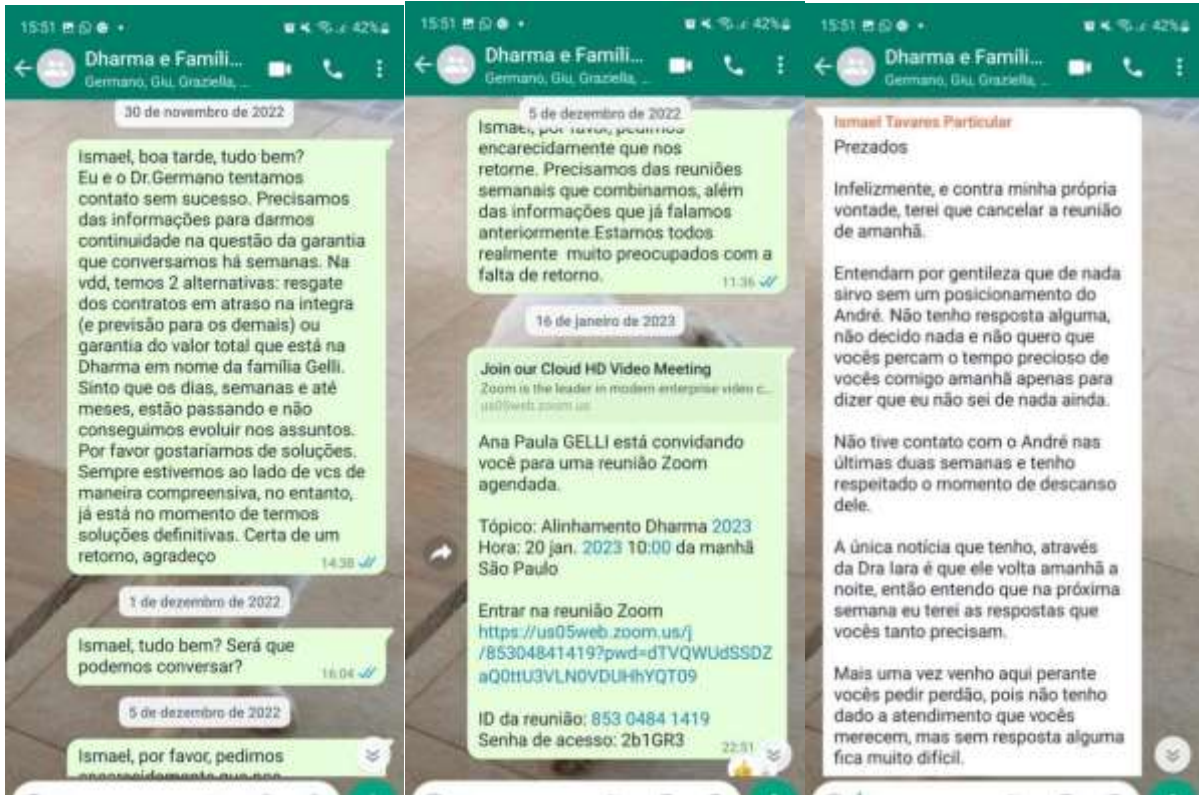 15:51
42%
Dharma e Famíli...
Germano, Giu, Graziella, ...
30 de novembro de 2022
Ismael, boa tarde, tudo bem?
Eu e o Dr.Germano tentamos
contato sem sucesso. Precisamos
das informações para darmos
continuidade na questão da garantia
que conversamos há semanas. Na
vdd, temos 2 alternativas: resgate
dos contratos em atraso na integra
(e previsão para os demais) ou
garantia do valor total que está na
Dharma em nome da família Gelli.
Sinto que os dias, semanas e até
meses, estão passando e não
conseguimos evoluir nos assuntos.
Por favor gostaríamos de soluções.
Sempre estivemos ao lado de vcs de
maneira compreensiva, no entanto,
já está no momento de termos
soluções definitivas. Certa de um
retorno, agradeço
14:38
1 de dezembro de 2022
Ismael, tudo bem? Será que
podemos conversar?
16:04
5 de dezembro de 2022
Ismael, por favor, pedimos
encarecidamente que nos
15:51
42%
Dharma e Famíli...
Germano, Giu, Graziella, ...
5 de dezembro de 2022
Ismael, por favor, pedimos
encarecidamente que nos
retorne. Precisamos das reuniões
semanais que combinamos, além
das informações que já falamos
anteriormente.Estamos todos
realmente muito preocupados com a
falta de retorno.
11:36
16 de janeiro de 2023
Join our Cloud HD Video Meeting
Zoom is the leader in modern enterprise video c...
us05web.zoom.us
Ana Paula GELLI está convidando
você para uma reunião Zoom
agendada.
Tópico: Alinhamento Dharma 2023
Hora: 20 jan. 2023 10:00 da manhã
São Paulo
Entrar na reunião Zoom
https://us05web.zoom.us/j
/85304841419?pwd=dTVQWUdSSDZ
aQ0ttU3VLN0VDUHhYQT09
ID da reunião: 853 0484 1419
Senha de acesso: 2b1GR3
22:51
15:51
42%
Dharma e Famíli...
Germano, Giu, Graziella, ...
Ismael Tavares Particular
Prezados
Infelizmente, e contra minha própria
vontade, terei que cancelar a reunião
de amanhã.
Entendam por gentileza que de nada
sirvo sem um posicionamento do
André. Não tenho resposta alguma,
não decido nada e não quero que
vocês percam o tempo precioso de
vocês comigo amanhã apenas para
dizer que eu não sei de nada ainda.
Não tive contato com o André nas
últimas duas semanas e tenho
respeitado o momento de descanso
dele.
A única notícia que tenho, através
da Dra Iara é que ele volta amanhã a
noite, então entendo que na próxima
semana eu terei as respostas que
vocês tanto precisam.
Mais uma vez venho aqui perante
vocês pedir perdão, pois não tenho
dado a atendimento que vocês
merecem, mas sem resposta alguma
fica muito difícil.